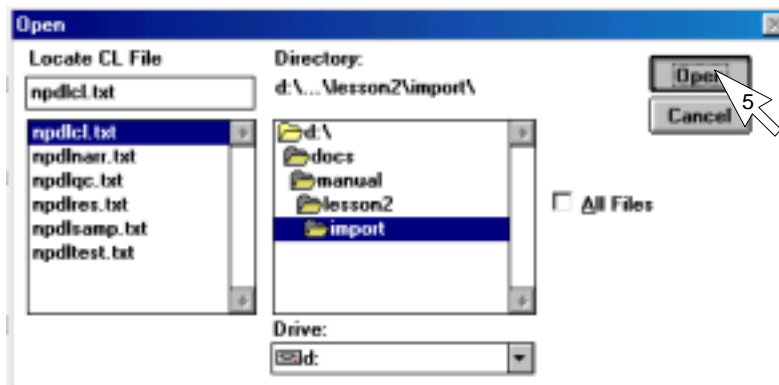 Open
Locate CL File
npdlcl.txt
npdlcl.txt
npdlnarr.txt
npdlqc.txt
npdlres.txt
npdlsamp.txt
npdltest.txt
Directory:
d:\...\lesson2\import\
d:\
docs
manual
lesson2
import
Drive:
d:
All Files
Open
Cancel
5